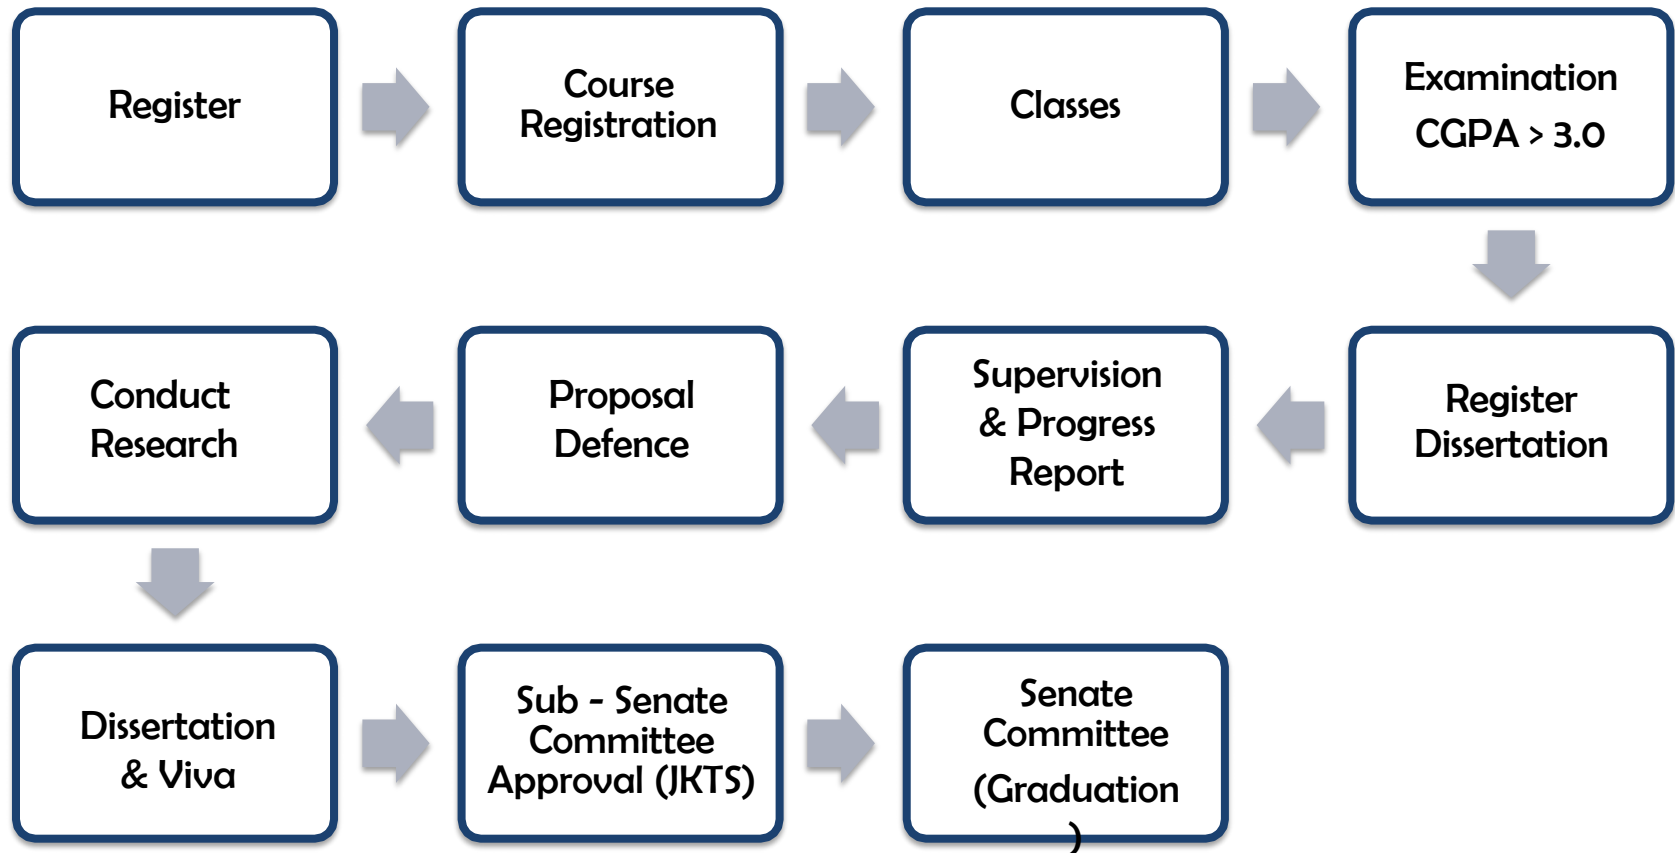 Register
Course
Registration
Classes
Examination
CGPA > 3.0
Register
Dissertation
Supervision
& Progress
Report
Proposal
Defence
Conduct
Research
Dissertation
& Viva
Sub - Senate
Committee
Approval (JKTS)
Senate
Committee
(Graduation
)